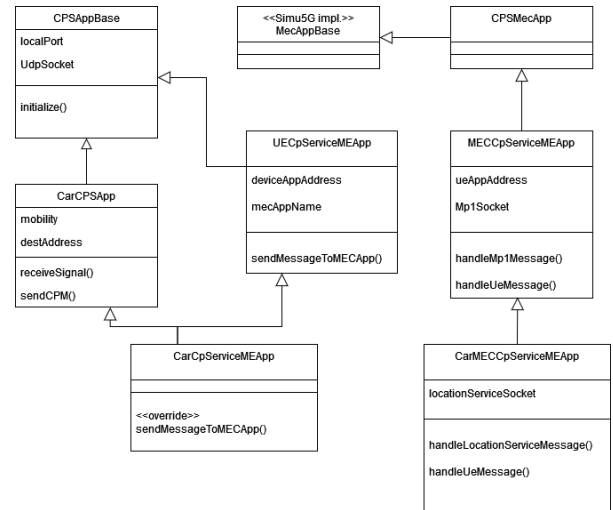 CPSAppBase
localPort
UdpSocket
initialize()
<<Simu5G impl.>>
MecAppBase
CPSMecApp
UECpServiceMEApp
deviceAppAddress
mecAppName
sendMessageToMECApp()
MECCpServiceMEApp
ueAppAddress
Mp1Socket
handleMp1Message()
handleUeMessage()
CarCPSApp
mobility
destAddress
receiveSignal()
sendCPM()
CarCpServiceMEApp
<<override>>
sendMessageToMECApp()
CarMECCpServiceMEApp
locationServiceSocket
handleLocationServiceMessage()
handleUeMessage()